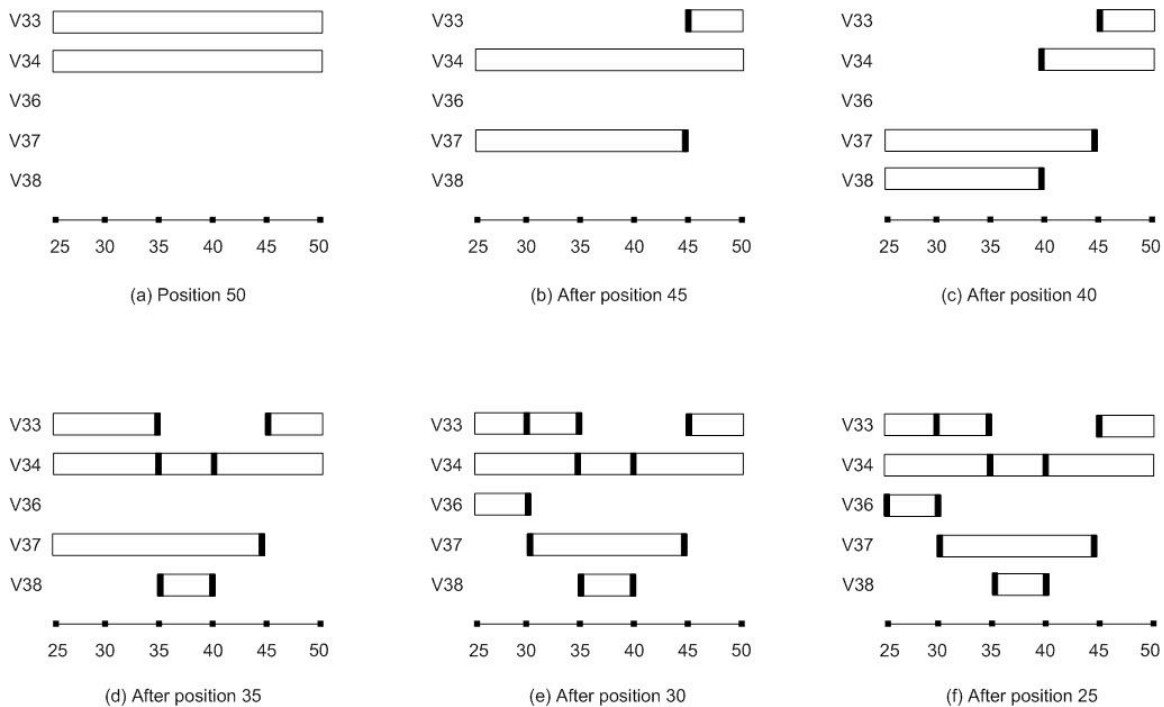 V33
V34
V36
V37
V38
25 30 35 40 45 50
(a) Position 50
V33
V34
V36
V37
V38
25 30 35 40 45 50
(b) After position 45
V33
V34
V36
V37
V38
25 30 35 40 45 50
(c) After position 40
V33
V34
V36
V37
V38
25 30 35 40 45 50
(d) After position 35
V33
V34
V36
V37
V38
25 30 35 40 45 50
(e) After position 30
V33
V34
V36
V37
V38
25 30 35 40 45 50
(f) After position 25